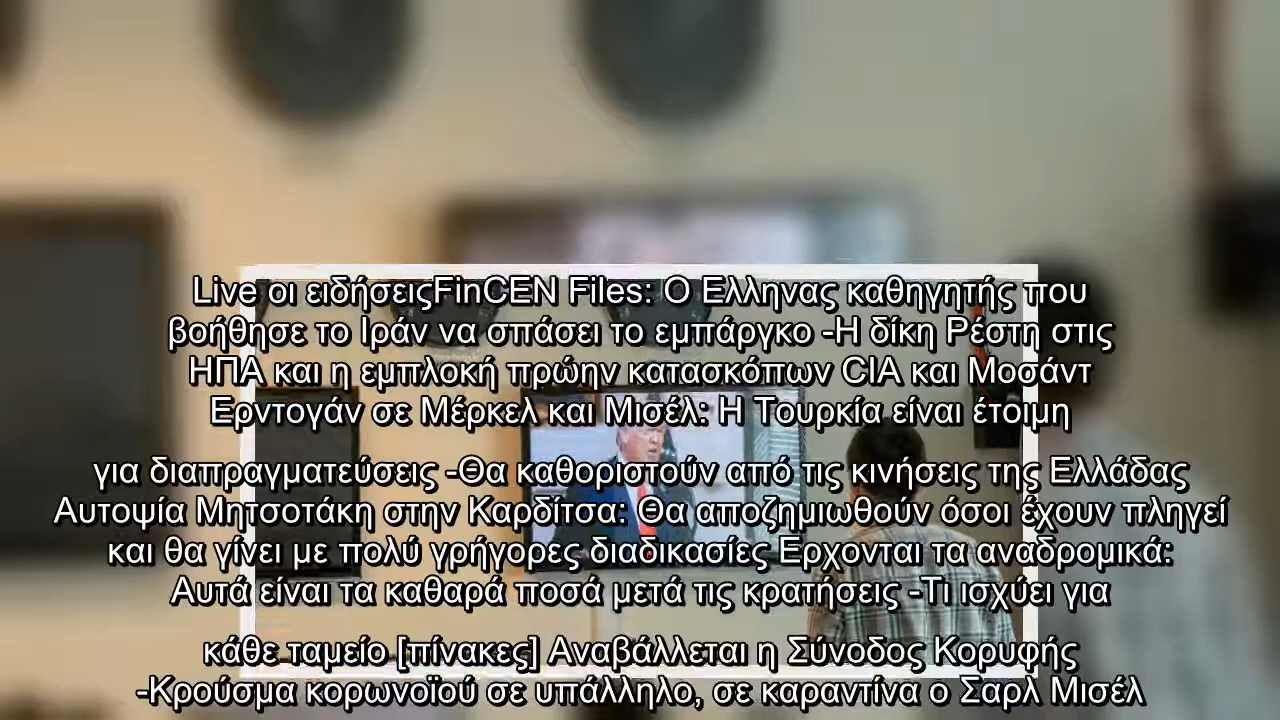 Live οι ειδήσειςFinCEN Files: Ο Ελληνας καθηγητής που
βοήθησε το Ιράν να σπάσει το εμπάργκο -Η δίκη Ρέστη στις
ΗΠΑ και η εμπλοκή πρώην κατασκόπων CIA και Μοσάντ
Ερντογάν σε Μέρκελ και Μισέλ: Η Τουρκία είναι έτοιμη
για διαπραγματεύσεις -Θα καθοριστούν από τις κινήσεις της Ελλάδας
Αυτοψία Μητσοτάκη στην Καρδίτσα: Θα αποζημιωθούν όσοι έχουν πληγεί
και θα γίνει με πολύ γρήγορες διαδικασίες Ερχονται τα αναδρομικά:
Αυτά είναι τα καθαρά ποσά μετά τις κρατήσεις -Τι ισχύει για
κάθε ταμείο [πίνακες] Αναβάλλεται η Σύνοδος Κορυφής
-Κρούσμα κορωνοϊού σε υπάλληλο, σε καραντίνα ο Σαρλ Μισέλ